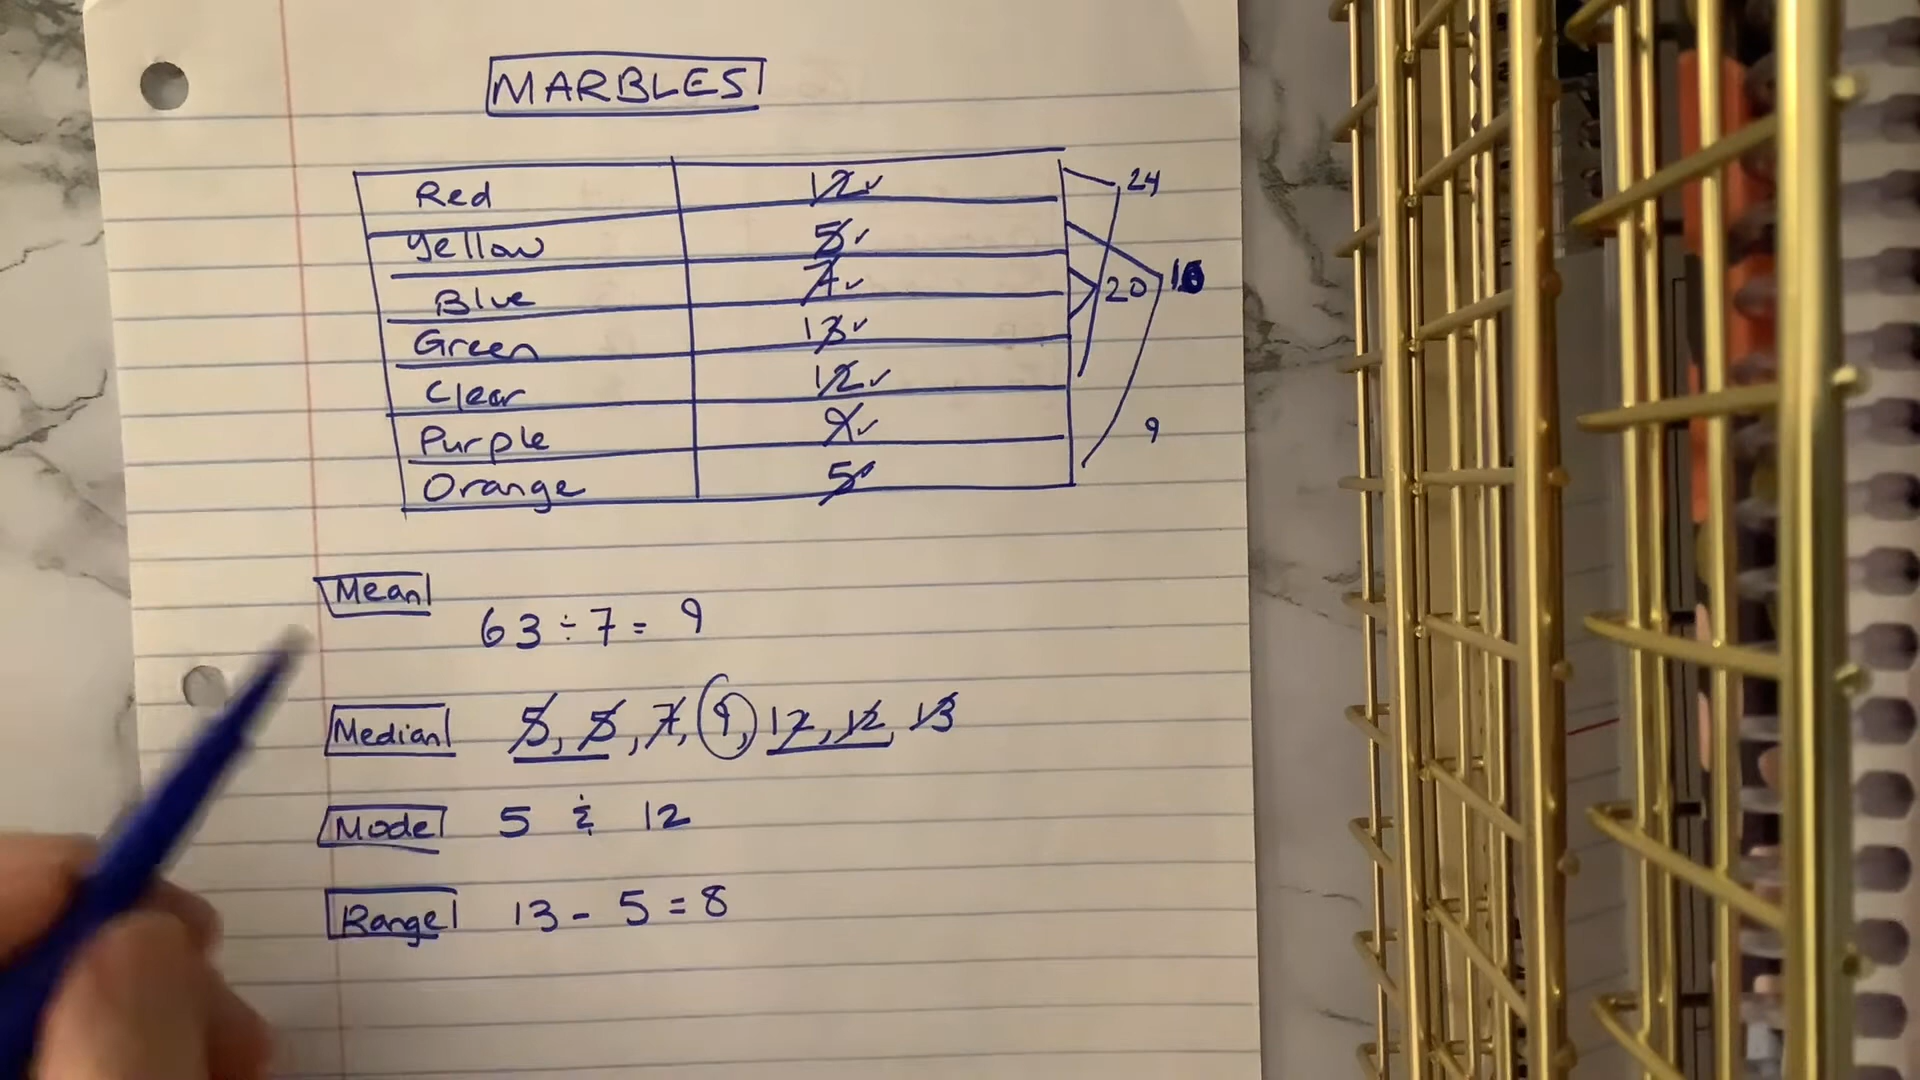 MARBLES
Red 12 ✓ 24
Yellow 5 ✓
Blue 7 ✓ 20 10
Green 13 ✓
Clear 12 ✓
Purple 9 ✓ 9
Orange 5 ✓
Mean
63 ÷ 7 = 9
Median 5, 5, 7, 9, 12, 12, 13
Mode 5 & 12
Range 13 - 5 = 8